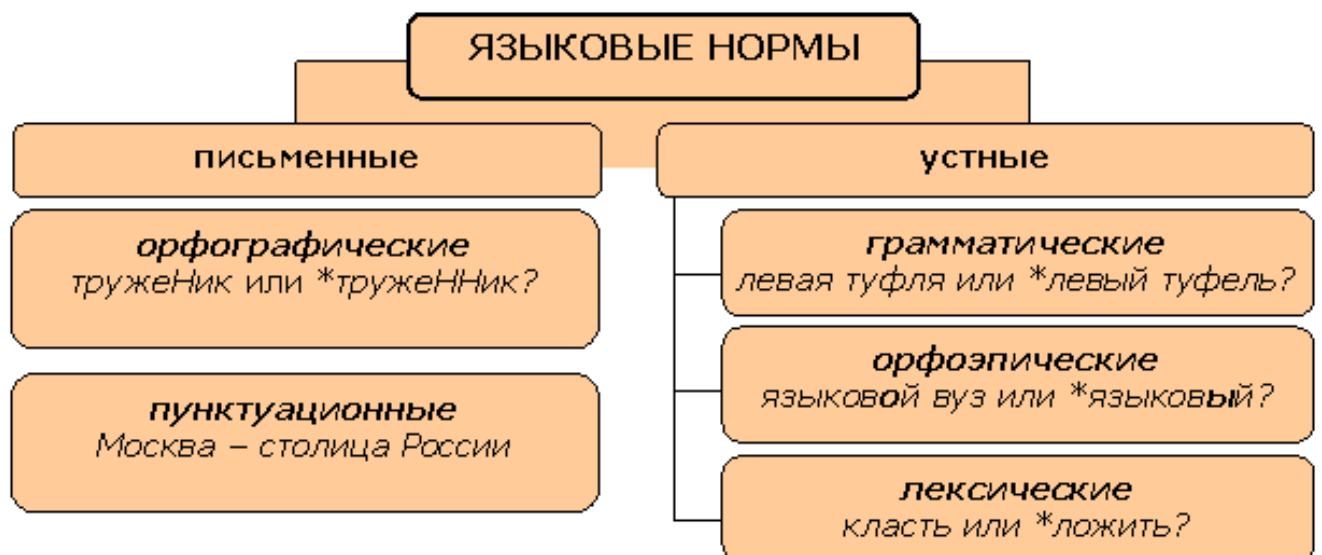 ЯЗЫКОВЫЕ НОРМЫ
письменные
орфографические
тружеНик или *тружеННик?
пунктуационные
Москва – столица России
устные
грамматические
левая туфля или *левый туфель?
орфоэпические
языковой вуз или *языковый?
лексические
класть или *ложить?